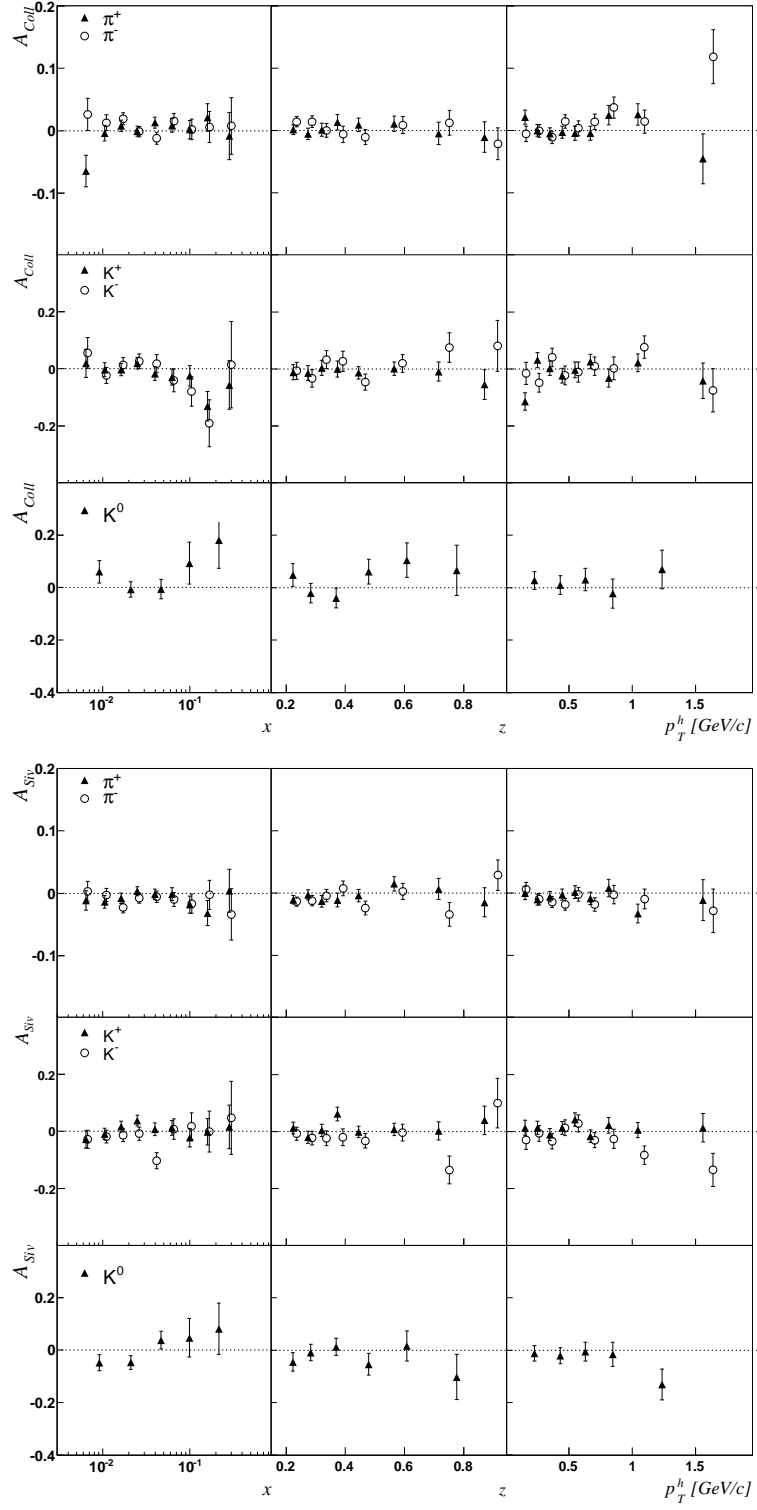 A_Coll
0.2
0.1
0
-0.1
π⁺
π⁻
A_Coll
0.2
0
-0.2
K⁺
K⁻
A_Coll
0.2
0
-0.2
-0.4
K⁰
10⁻² 10⁻¹ 0.2 0.4 0.6 0.8 0.5 1 1.5
x z p_T^h [GeV/c]
A_Siv
0.2
0.1
0
-0.1
π⁺
π⁻
A_Siv
0.2
0
-0.2
K⁺
K⁻
A_Siv
0.2
0
-0.2
-0.4
K⁰
10⁻² 10⁻¹ 0.2 0.4 0.6 0.8 0.5 1 1.5
x z p_T^h [GeV/c]